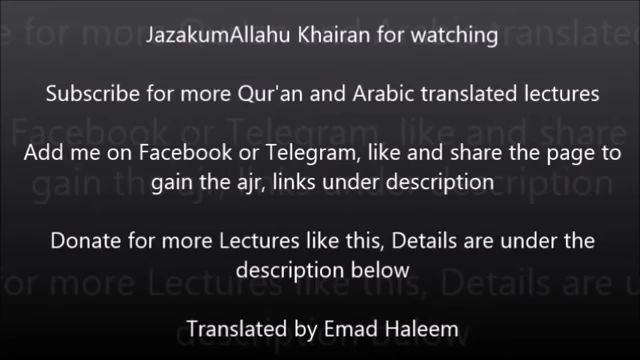 JazakumAllahu Khairan for watching
Subscribe for more Qur'an and Arabic translated lectures
Add me on Facebook or Telegram, like and share the page to
gain the ajr, links under description
Donate for more Lectures like this, Details are under the
description below
Translated by Emad Haleem